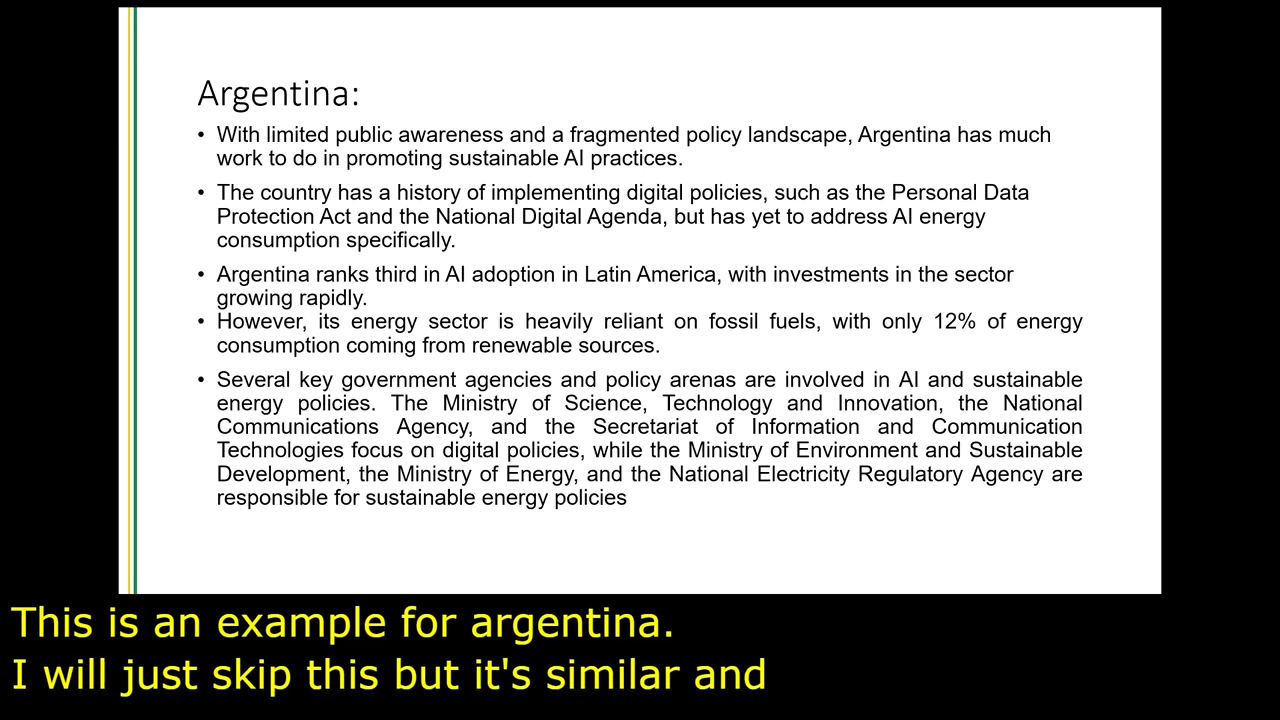 Argentina:
• With limited public awareness and a fragmented policy landscape, Argentina has much
work to do in promoting sustainable AI practices.
• The country has a history of implementing digital policies, such as the Personal Data
Protection Act and the National Digital Agenda, but has yet to address AI energy
consumption specifically.
• Argentina ranks third in AI adoption in Latin America, with investments in the sector
growing rapidly.
• However, its energy sector is heavily reliant on fossil fuels, with only 12% of energy
consumption coming from renewable sources.
• Several key government agencies and policy arenas are involved in AI and sustainable
energy policies. The Ministry of Science, Technology and Innovation, the National
Communications Agency, and the Secretariat of Information and Communication
Technologies focus on digital policies, while the Ministry of Environment and Sustainable
Development, the Ministry of Energy, and the National Electricity Regulatory Agency are
responsible for sustainable energy policies
This is an example for argentina.
I will just skip this but it's similar and